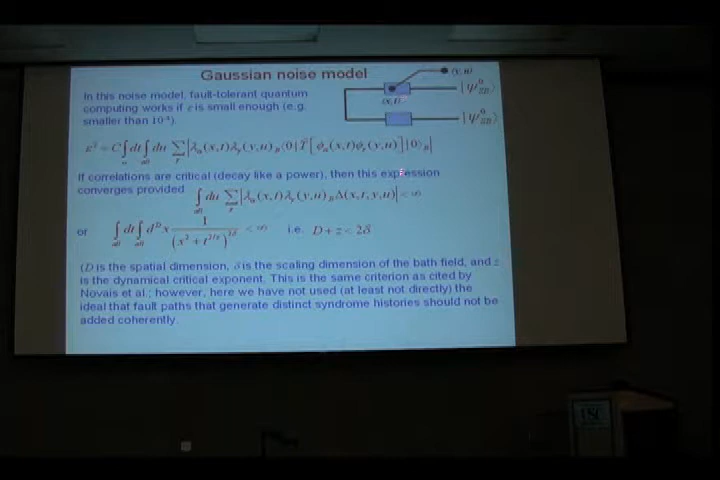 Gaussian noise model
In this noise model, fault-tolerant quantum
computing works if ε is small enough (e.g.
smaller than 10⁻⁴).
(y, u)
(x, t)
|ψ⁰_SB⟩
|ψ⁰_SB⟩
If correlations are critical (decay like a power), then this expression
converges provided
or
i.e. D + z < 2δ
(D is the spatial dimension, δ is the scaling dimension of the bath field, and z
is the dynamical critical exponent. This is the same criterion as cited by
Novais et al.; however, here we have not used (at least not directly) the
ideal that fault paths that generate distinct syndrome histories should not be
added coherently.
USC